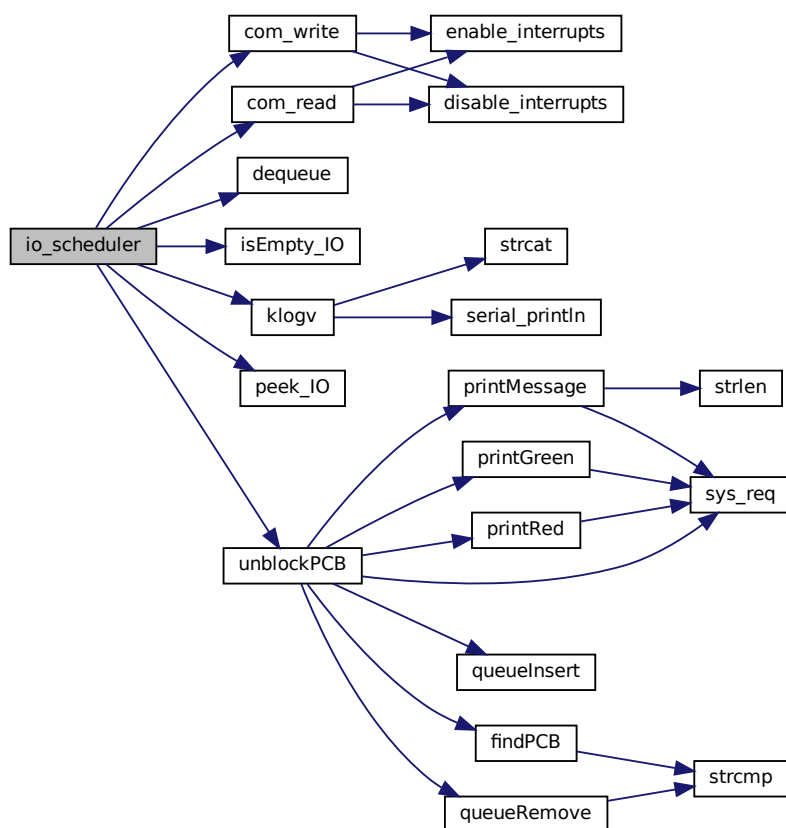 com_write
enable_interrupts
com_read
disable_interrupts
dequeue
io_scheduler
isEmpty_IO
strcat
klogv
serial_println
peek_IO
printMessage
strlen
printGreen
sys_req
printRed
unblockPCB
queueInsert
findPCB
strcmp
queueRemove